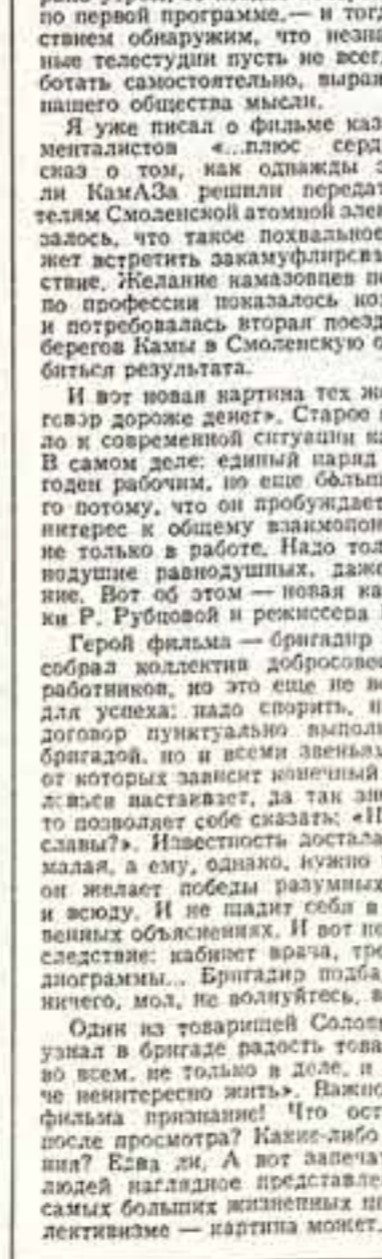 по первой программе,— и тогд
ствием обнаружим, что незна
ные телестудии пусть не всег
ботать самостоятельно, выраж
нашего общества мысли.
Я уже писал о фильме каз
менталистов «...плюс серд
сказ о том, как однажды
ли КамАЗа решили передат
телям Смоленской атомной элек
залось, что такое похвальное
жет встретить закамуфлирова
ствие. Желание камазовцев п
по профессии показалось ко
и потребовалась вторая поезд
берегов Камы в Смоленскую о
биться результата.
И вот новая картина тех ж
говор дороже денег». Старое
ло к современной ситуации к
В самом деле: единый наряд
годен рабочим, но еще больш
го потому, что он пробуждает
интерес к общему взаимопон
не только в работе. Надо тол
нодушие равнодушных, даже
ние. Вот об этом — новая ка
ки Р. Рубцовой и режиссера
Герой фильма — бригадир
собрал коллектив добросове
работников, но это еще не в
для успеха: надо спорить, н
договор пунктуально выпол
бригадой, но и всеми звенья
от которых зависит конечный
настаивает, да так
то позволяет себе сказать: «И
славы?». Известность достала
малая, а ему, однако, нужно
он желает победы разумных
и всюду. И не щадит себя в
венных объяснениях. И вот не
следствие: кабинет врача, тре
диограммы... Бригадир подба
ничего, мол, не волнуйтесь, в
Один из товарищей Солов
узнал в бригаде радость това
во всем, не только в деле, и
че неинтересно жить». Важно
фильма признание! Что ост
после просмотра? Какие-либо
ния? Едва ли. А вот запеча
людей наглядное представле
самых больших жизненных
лективизме — картина может.